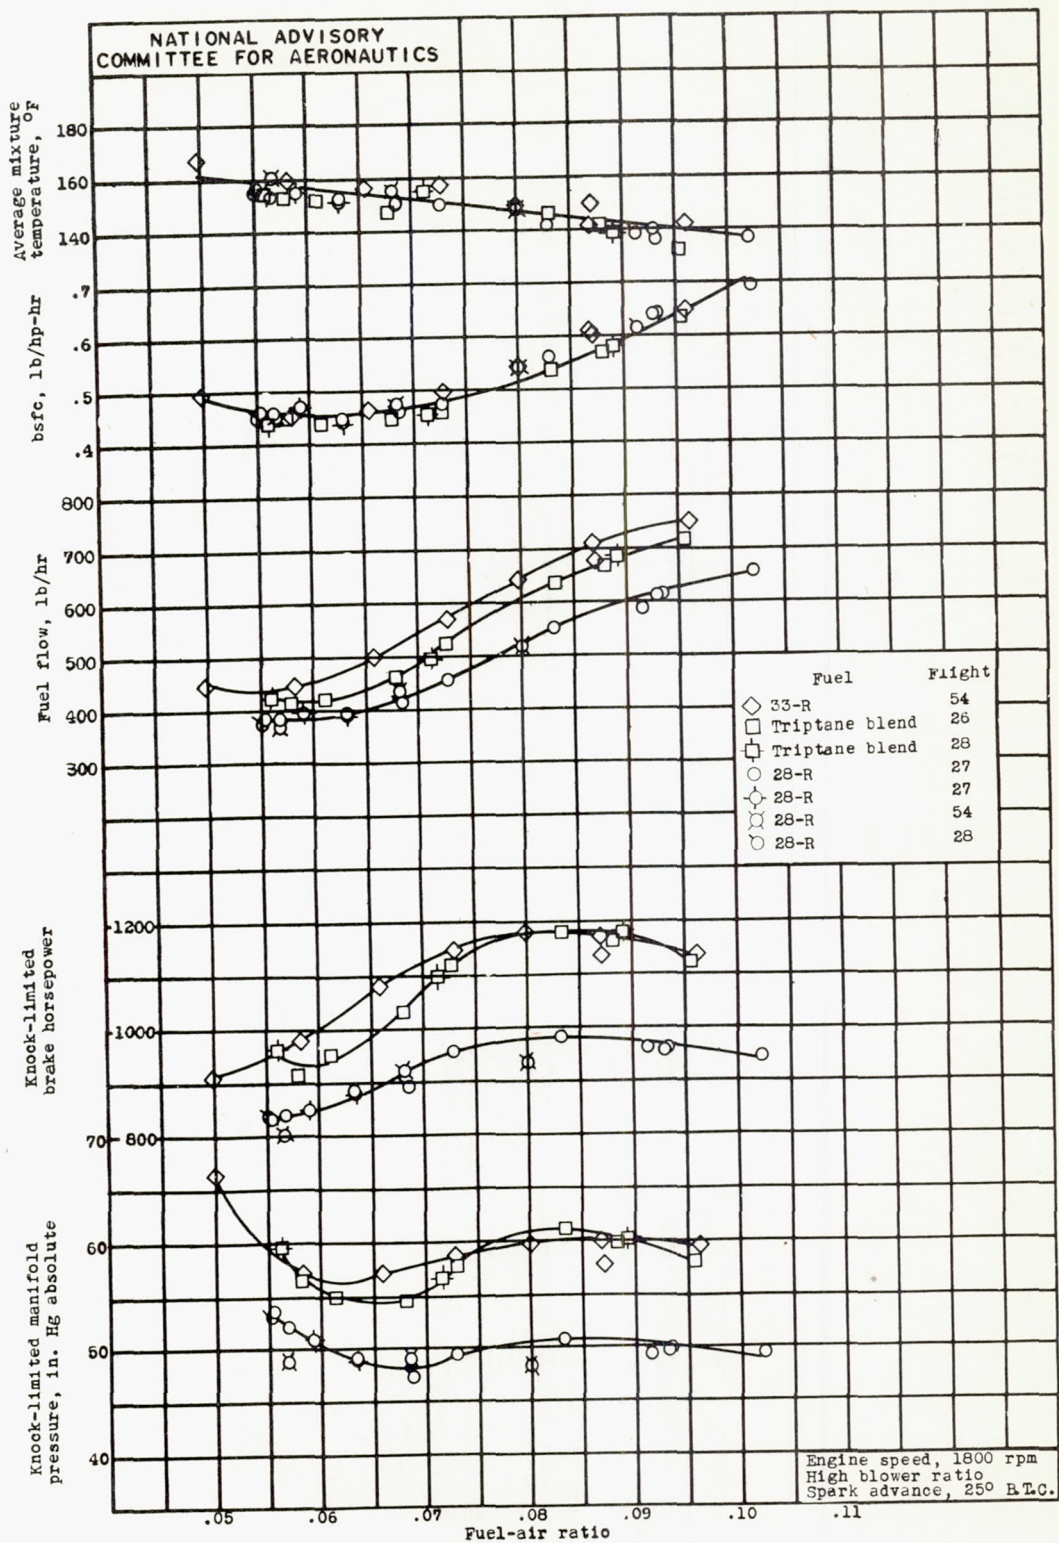 NATIONAL ADVISORY
COMMITTEE FOR AERONAUTICS
Average mixture
temperature, °F
180
160
140
bsfc, lb/hp-hr
.7
.6
.5
.4
Fuel flow, lb/hr
800
700
600
500
400
300
Fuel Flight
33-R 54
Triptane blend 26
Triptane blend 28
28-R 27
28-R 27
28-R 54
28-R 28
Knock-limited
brake horsepower
1200
1000
800
Knock-limited manifold
pressure, in. Hg absolute
70
60
50
40
Engine speed, 1800 rpm
High blower ratio
Spark advance, 25° B.T.C.
.05 .06 .07 .08 .09 .10 .11
Fuel-air ratio